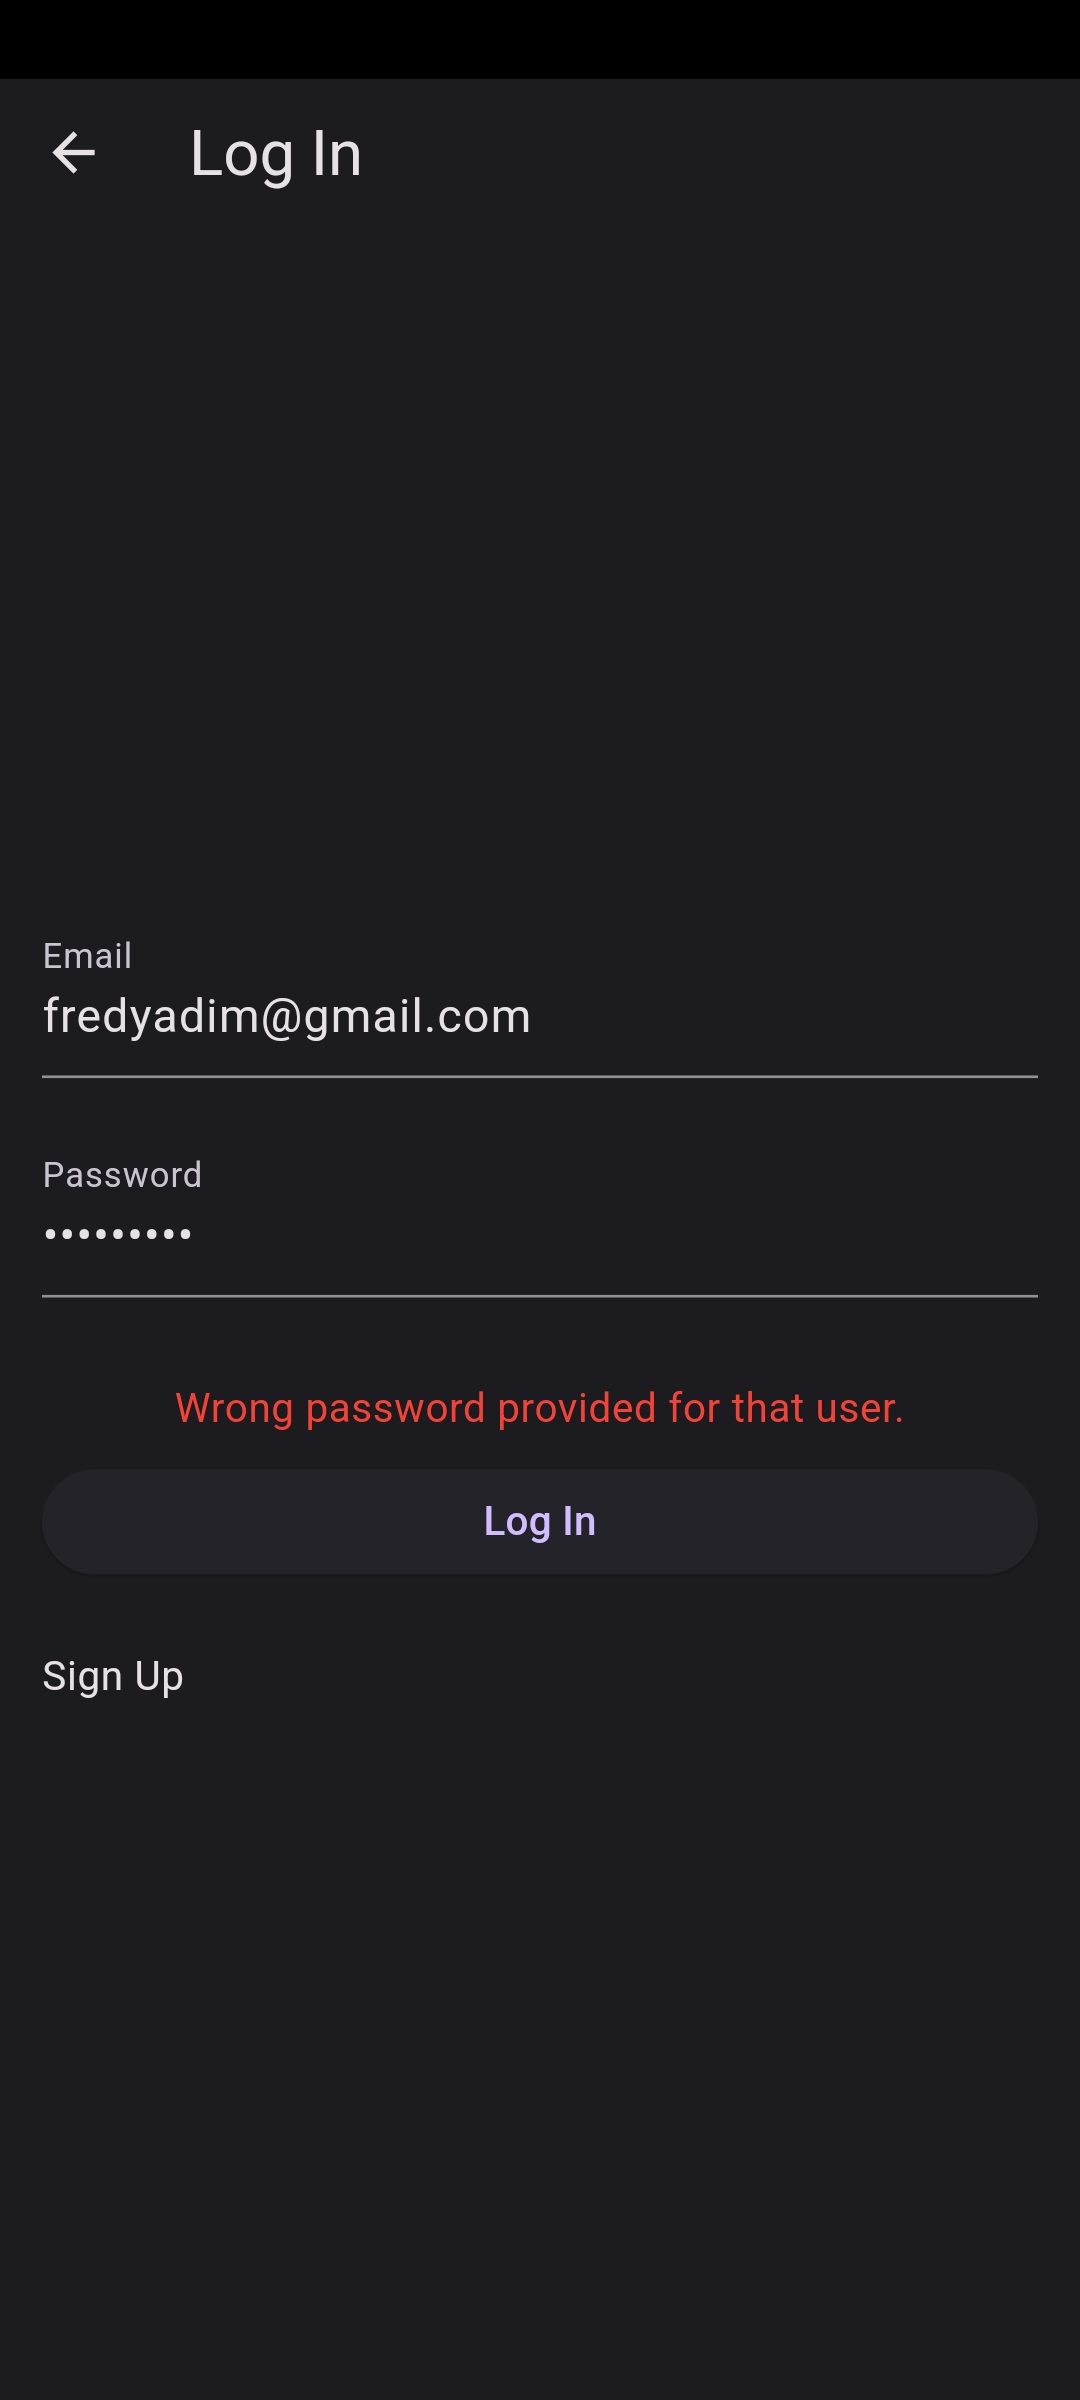 Log In
Email
fredyadim@gmail.com
Password
•••••••••
Wrong password provided for that user.
Log In
Sign Up